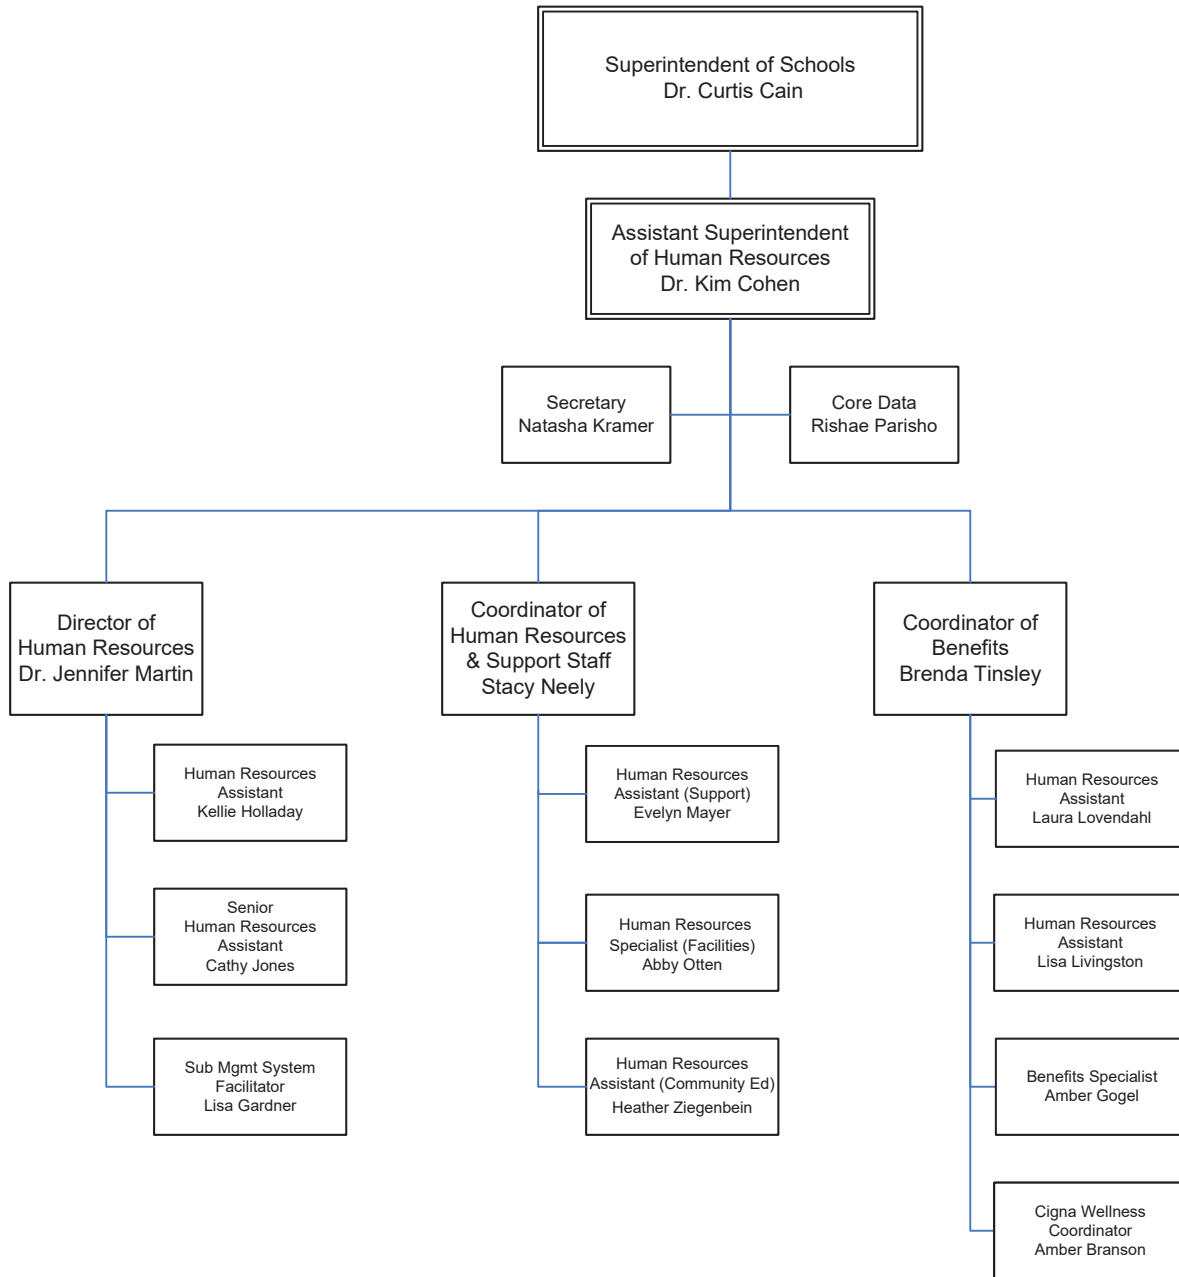 Superintendent of Schools
Dr. Curtis Cain
Assistant Superintendent
of Human Resources
Dr. Kim Cohen
Secretary
Natasha Kramer
Core Data
Rishae Parisho
Director of
Human Resources
Dr. Jennifer Martin
Coordinator of
Human Resources
& Support Staff
Stacy Neely
Coordinator of
Benefits
Brenda Tinsley
Human Resources
Assistant
Kellie Holladay
Human Resources
Assistant (Support)
Evelyn Mayer
Human Resources
Assistant
Laura Lovendahl
Senior
Human Resources
Assistant
Cathy Jones
Human Resources
Specialist (Facilities)
Abby Otten
Human Resources
Assistant
Lisa Livingston
Sub Mgmt System
Facilitator
Lisa Gardner
Human Resources
Assistant (Community Ed)
Heather Ziegenbein
Benefits Specialist
Amber Gogel
Cigna Wellness
Coordinator
Amber Branson